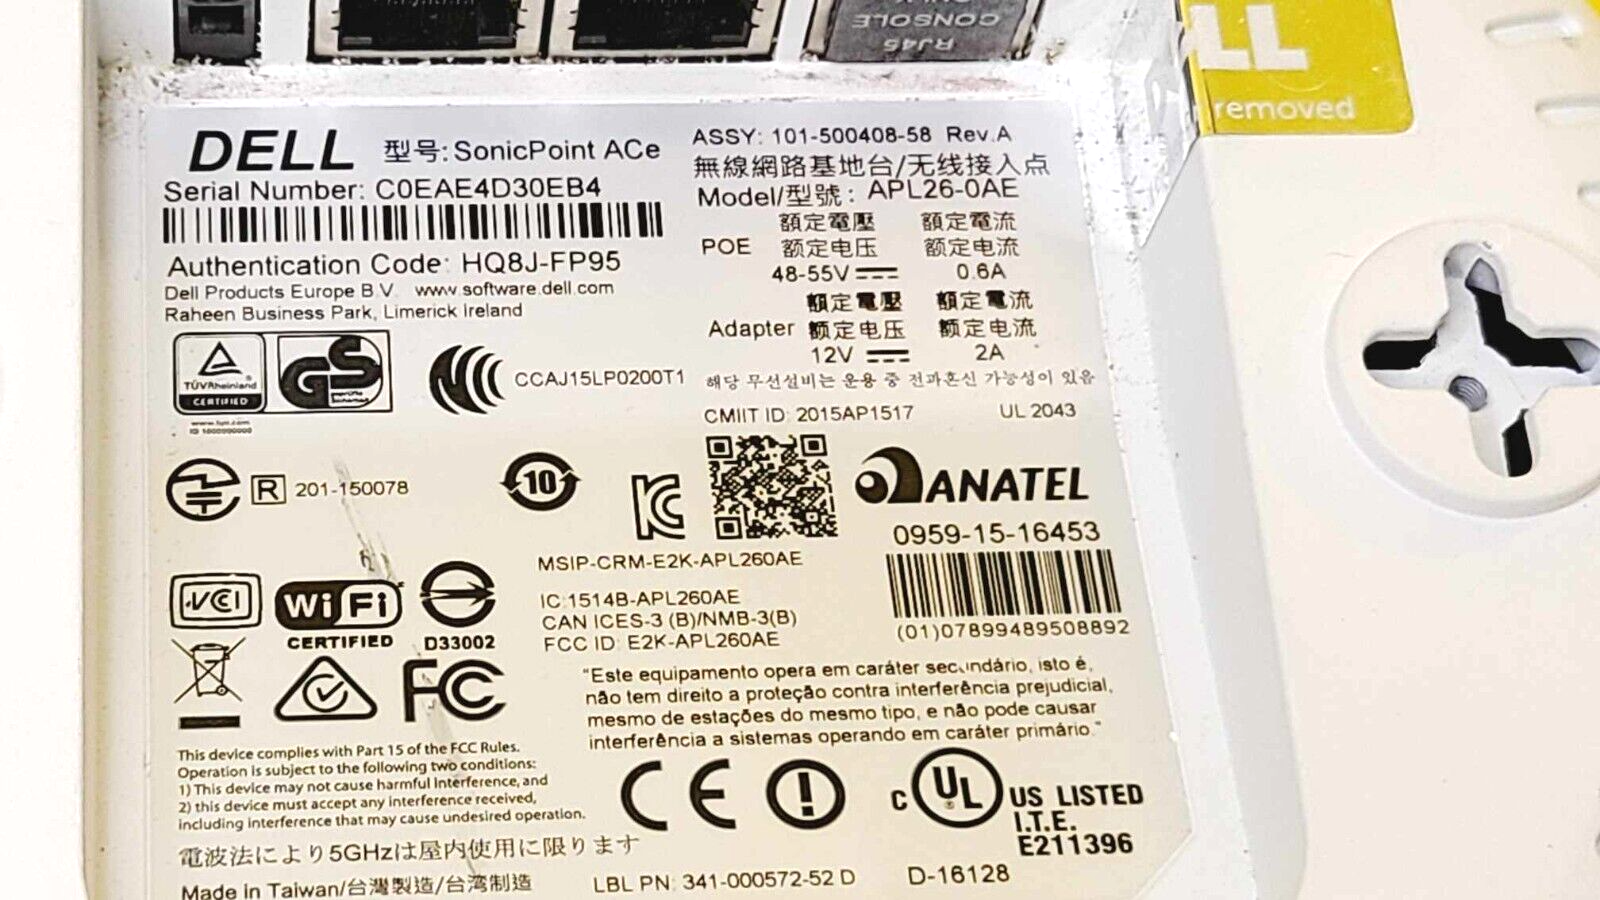 RJ45
CONSOLE
LL
removed
DELL 型号: SonicPoint ACe
Serial Number: C0EAE4D30EB4
Authentication Code: HQ8J-FP95
Dell Products Europe B.V. www.software.dell.com
Raheen Business Park, Limerick Ireland
ASSY: 101-500408-58 Rev.A
無線網路基地台/无线接入点
Model/型號: APL26-0AE
額定電壓 額定電流
POE 额定电压 额定电流
48-55V 0.6A
額定電壓 額定電流
Adapter 额定电压 额定电流
12V 2A
해당 무선설비는 운용 중 전파혼신 가능성이 있음
CMIIT ID: 2015AP1517 UL 2043
TÜVRheinland
CERTIFIED
GS
CCAJ15LP0200T1
R 201-150078
10
ANATEL
0959-15-16453
(01)07899489508892
MSIP-CRM-E2K-APL260AE
IC:1514B-APL260AE
CAN ICES-3 (B)/NMB-3(B)
FCC ID: E2K-APL260AE
VCCI
WiFi
CERTIFIED
D33002
FC
"Este equipamento opera em caráter secundário, isto é,
não tem direito a proteção contra interferência prejudicial,
mesmo de estações do mesmo tipo, e não pode causar
interferência a sistemas operando em caráter primário."
This device complies with Part 15 of the FCC Rules.
Operation is subject to the following two conditions:
1) This device may not cause harmful Interference, and
2) this device must accept any interference received,
including interference that may cause undesired operation.
CE
C UL US LISTED
I.T.E.
E211396
電波法により5GHzは屋内使用に限ります
Made in Taiwan/台灣製造/台湾制造
LBL PN: 341-000572-52 D D-16128